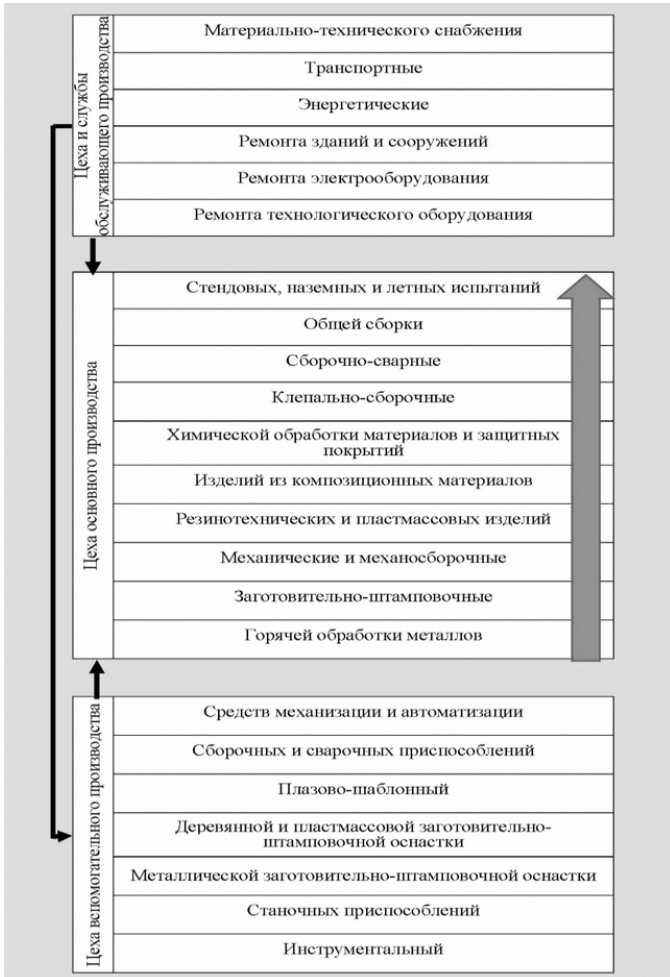 Цеха и службы
обслуживающего производства
Материально-технического снабжения
Транспортные
Энергетические
Ремонта зданий и сооружений
Ремонта электрооборудования
Ремонта технологического оборудования
Цеха основного производства
Стендовых, наземных и летных испытаний
Общей сборки
Сборочно-сварные
Клепально-сборочные
Химической обработки материалов и защитных
покрытий
Изделий из композиционных материалов
Резинотехнических и пластмассовых изделий
Механические и механосборочные
Заготовительно-штамповочные
Горячей обработки металлов
Цеха вспомогательного производства
Средств механизации и автоматизации
Сборочных и сварочных приспособлений
Плазово-шаблонный
Деревянной и пластмассовой заготовительно-
штамповочной оснастки
Металлической заготовительно-штамповочной оснастки
Станочных приспособлений
Инструментальный